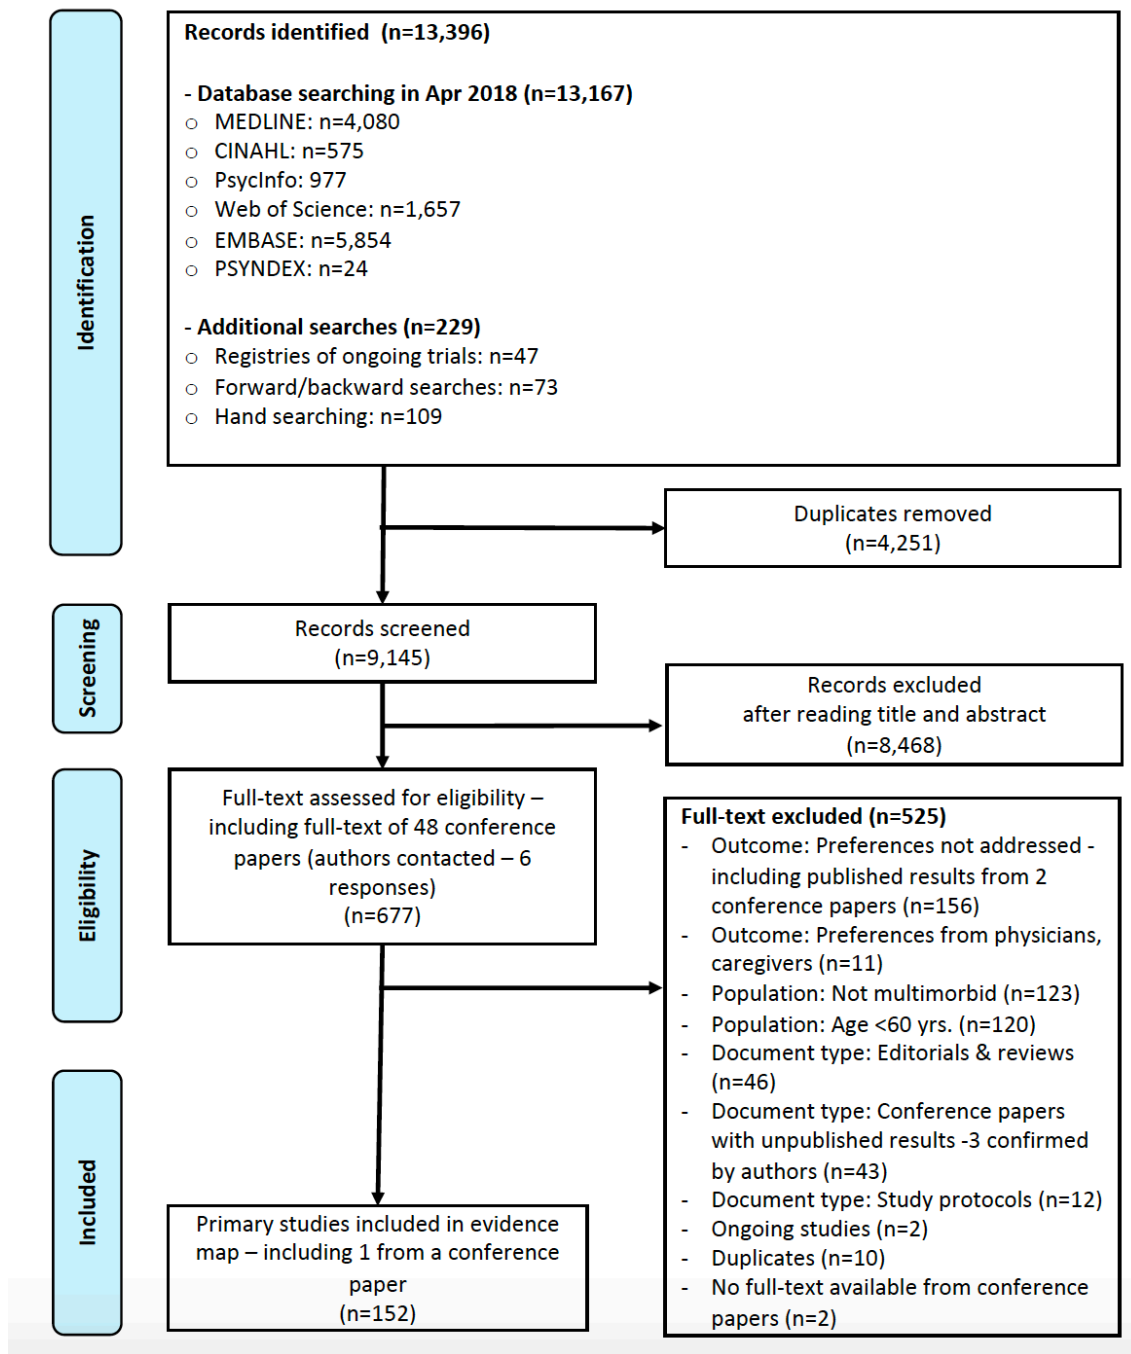 Identification
Records identified  (n=13,396)
- Database searching in Apr 2018 (n=13,167)
○ MEDLINE: n=4,080
○ CINAHL: n=575
○ PsycInfo: 977
○ Web of Science: n=1,657
○ EMBASE: n=5,854
○ PSYNDEX: n=24
- Additional searches (n=229)
○ Registries of ongoing trials: n=47
○ Forward/backward searches: n=73
○ Hand searching: n=109
Duplicates removed
(n=4,251)
Screening
Records screened
(n=9,145)
Records excluded
after reading title and abstract
(n=8,468)
Eligibility
Full-text assessed for eligibility –
including full-text of 48 conference
papers (authors contacted – 6
responses)
(n=677)
Full-text excluded (n=525)
- Outcome: Preferences not addressed -
including published results from 2
conference papers (n=156)
- Outcome: Preferences from physicians,
caregivers (n=11)
- Population: Not multimorbid (n=123)
- Population: Age <60 yrs. (n=120)
- Document type: Editorials & reviews
(n=46)
- Document type: Conference papers
with unpublished results -3 confirmed
by authors (n=43)
- Document type: Study protocols (n=12)
- Ongoing studies (n=2)
- Duplicates (n=10)
- No full-text available from conference
papers (n=2)
Included
Primary studies included in evidence
map – including 1 from a conference
paper
(n=152)